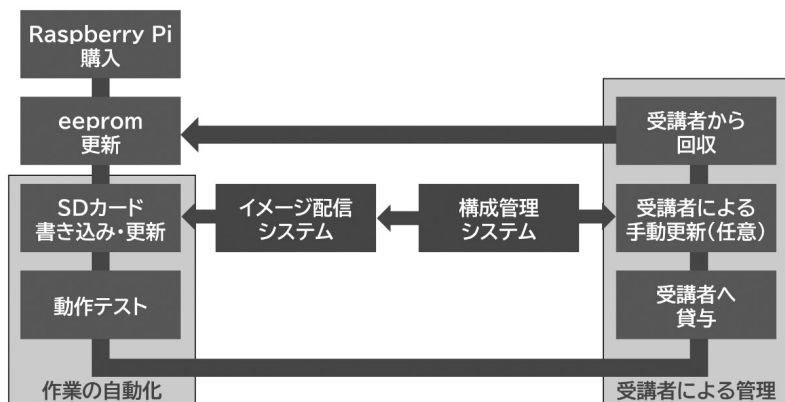 Raspberry Pi
購入
eeprom
更新
SDカード
書き込み・更新
動作テスト
作業の自動化
イメージ配信
システム
構成管理
システム
受講者から
回収
受講者による
手動更新(任意)
受講者へ
貸与
受講者による管理